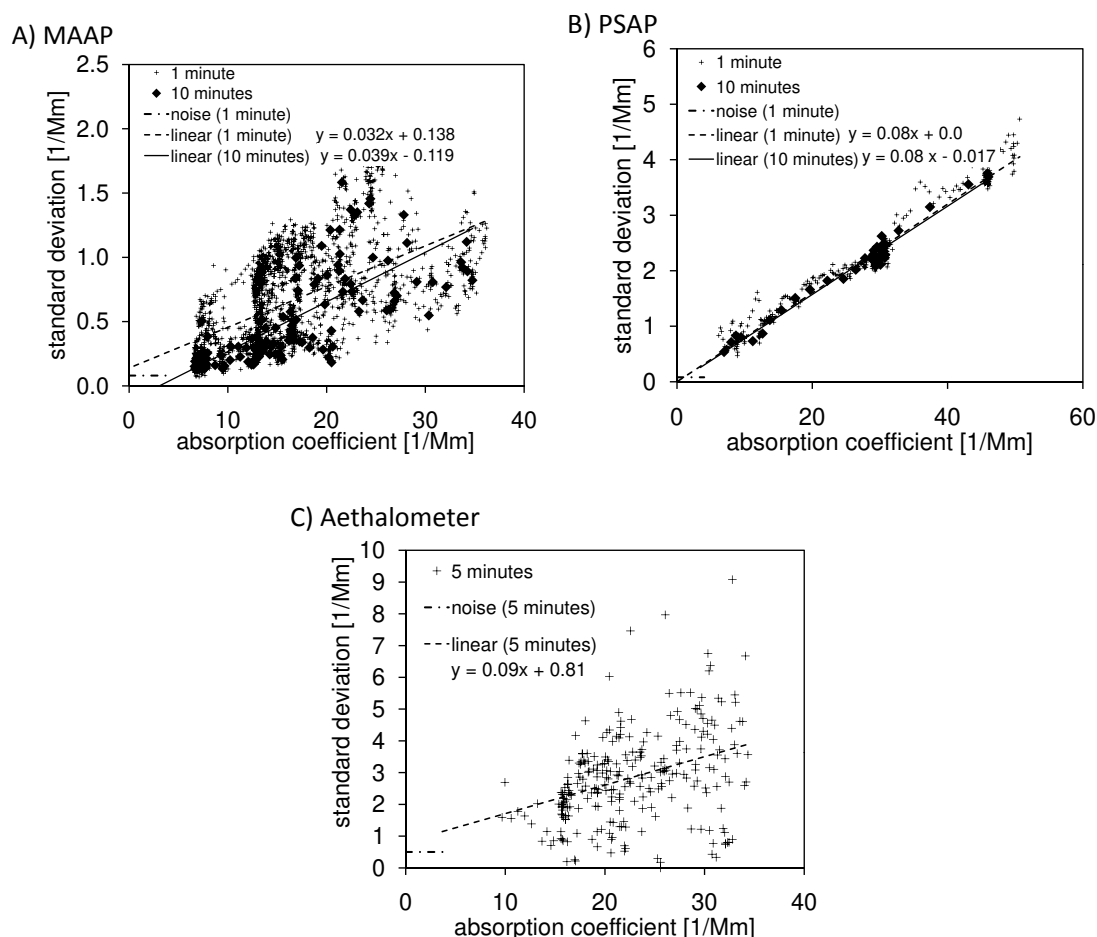 A) MAAP
standard deviation [1/Mm]
2.5
2.0
1.5
1.0
0.5
0.0
1 minute
10 minutes
noise (1 minute)
linear (1 minute) y = 0.032x + 0.138
linear (10 minutes) y = 0.039x - 0.119
0 10 20 30 40
absorption coefficient [1/Mm]
B) PSAP
standard deviation [1/Mm]
6
5
4
3
2
1
0
1 minute
10 minutes
noise (1 minute)
linear (1 minute) y = 0.08x + 0.0
linear (10 minutes) y = 0.08 x - 0.017
0 20 40 60
absorption coefficient [1/Mm]
C) Aethalometer
standard deviation [1/Mm]
10
9
8
7
6
5
4
3
2
1
0
5 minutes
noise (5 minutes)
linear (5 minutes)
y = 0.09x + 0.81
0 10 20 30 40
absorption coefficient [1/Mm]